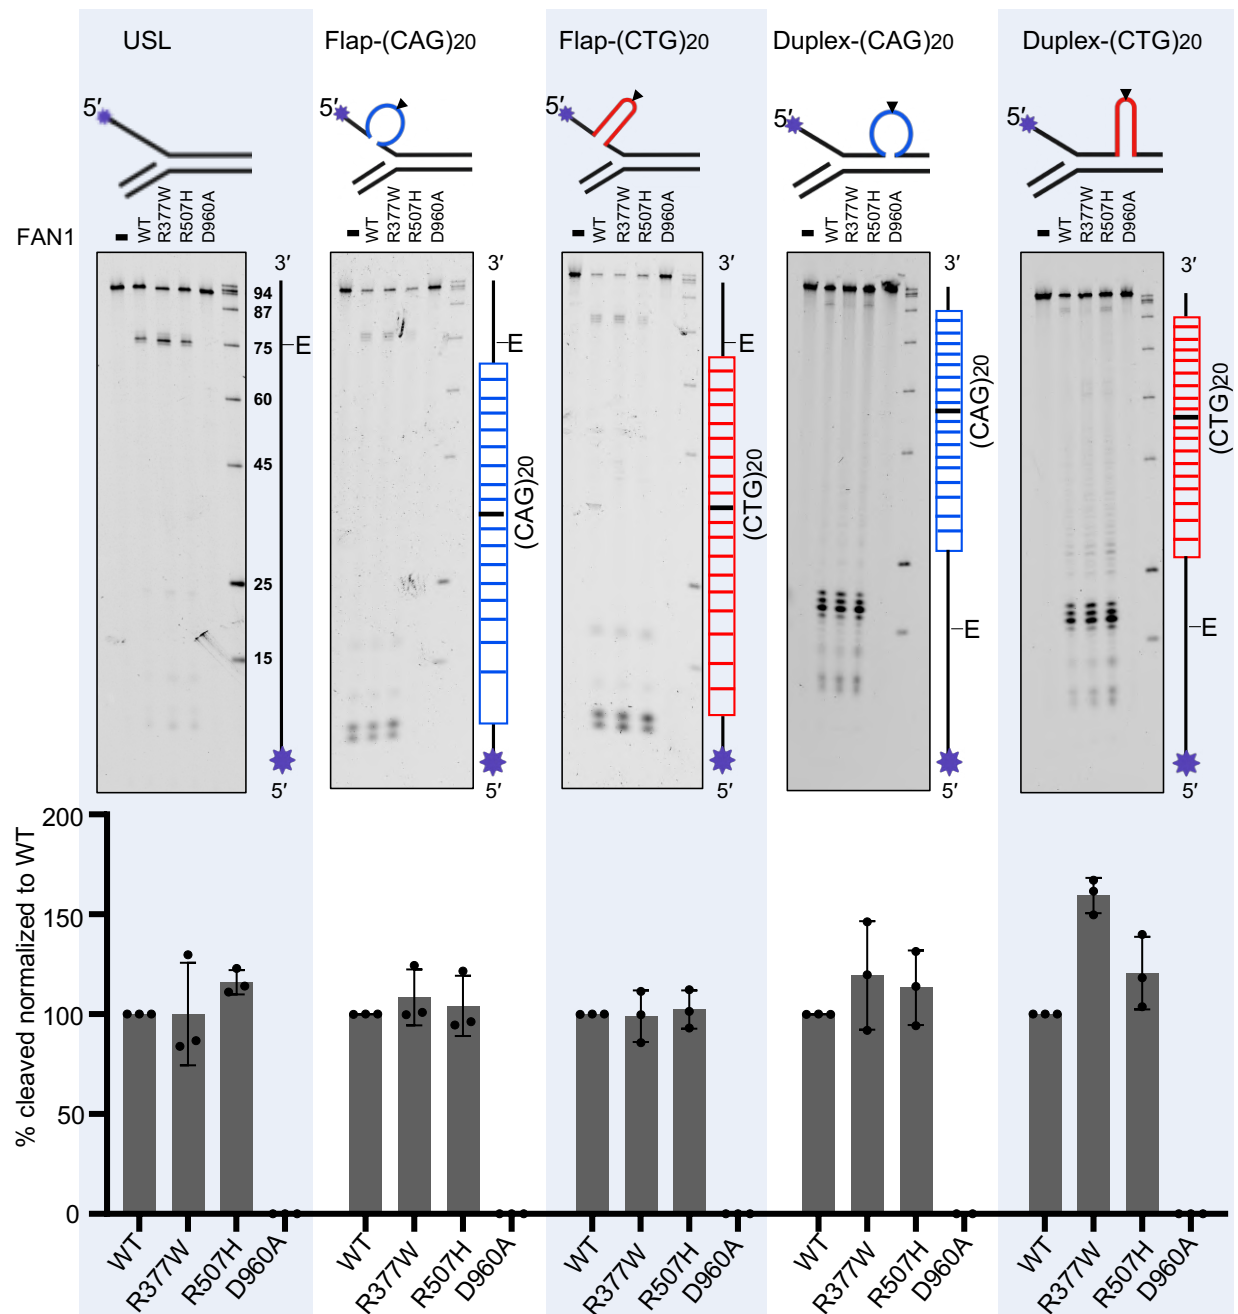 USL Flap-(CAG)20 Flap-(CTG)20 Duplex-(CAG)20 Duplex-(CTG)20
5′ 5′ 5′ 5′ 5′
FAN1 - WT R377W R507H D960A - WT R377W R507H D960A - WT R377W R507H D960A - WT R377W R507H D960A - WT R377W R507H D960A
3′ 3′ 3′ 3′ 3′
94
87
75
60
45
25
15
E E E E E
(CAG)20 (CTG)20 (CAG)20 (CTG)20
5′ 5′ 5′ 5′ 5′
% cleaved normalized to WT
200
150
100
50
0
WT R377W R507H D960A WT R377W R507H D960A WT R377W R507H D960A WT R377W R507H D960A WT R377W R507H D960A